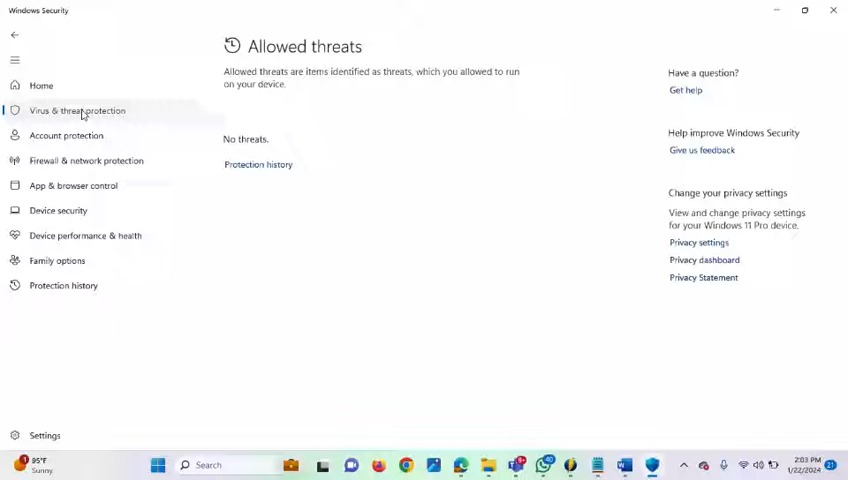 Windows Security
Home
Virus & threat protection
Account protection
Firewall & network protection
App & browser control
Device security
Device performance & health
Family options
Protection history
Settings
Allowed threats
Allowed threats are items identified as threats, which you allowed to run
on your device.
No threats.
Protection history
Have a question?
Get help
Help improve Windows Security
Give us feedback
Change your privacy settings
View and change privacy settings
for your Windows 11 Pro device.
Privacy settings
Privacy dashboard
Privacy Statement
1
95°F
Sunny
Search
9+
40
2:03 PM
1/22/2024
21